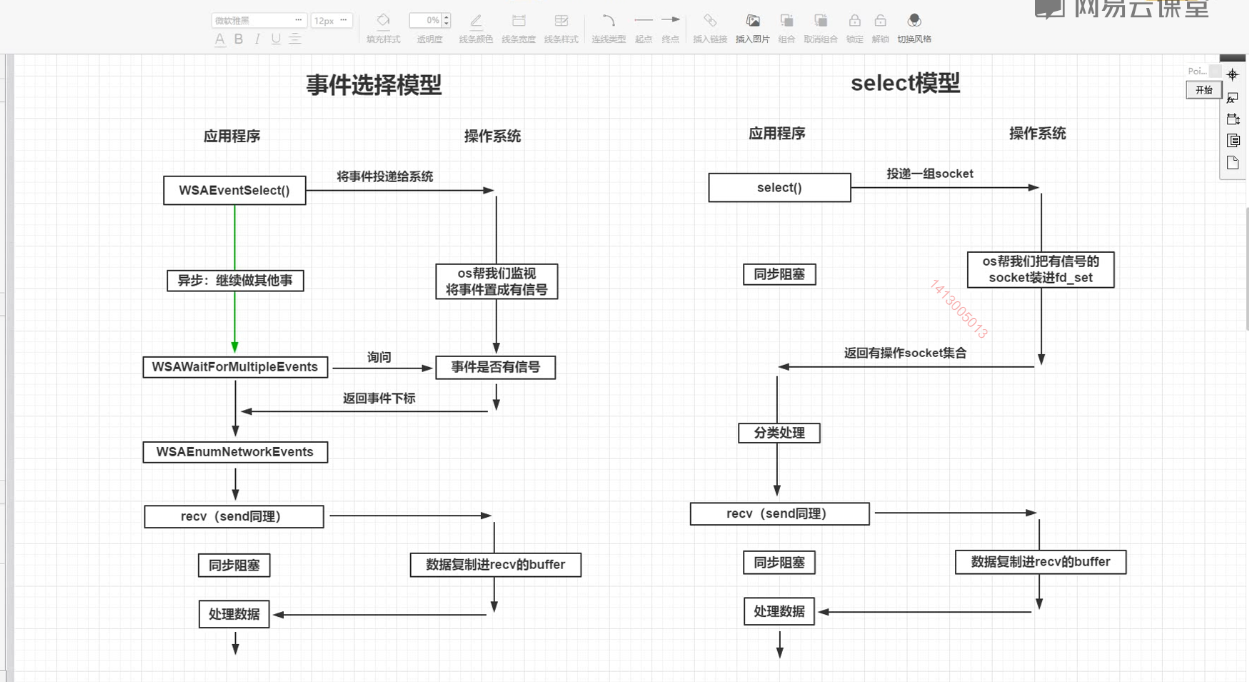 网易云课堂
微软雅黑
12px
0%
A B I U
填充样式 透明度 线条颜色 线条宽度 线条样式 连线类型 起点 终点 插入链接 插入图片 组合 取消组合 锁定 解锁 切换风格
Poi...
开始
事件选择模型
应用程序 操作系统
WSAEventSelect()
将事件投递给系统
异步：继续做其他事
os帮我们监视
将事件置成有信号
WSAWaitForMultipleEvents
询问
事件是否有信号
返回事件下标
WSAEnumNetworkEvents
recv（send同理）
同步阻塞
数据复制进recv的buffer
处理数据
select模型
应用程序 操作系统
select()
投递一组socket
同步阻塞
os帮我们把有信号的
socket装进fd_set
1413005013
返回有操作socket集合
分类处理
recv（send同理）
同步阻塞
数据复制进recv的buffer
处理数据